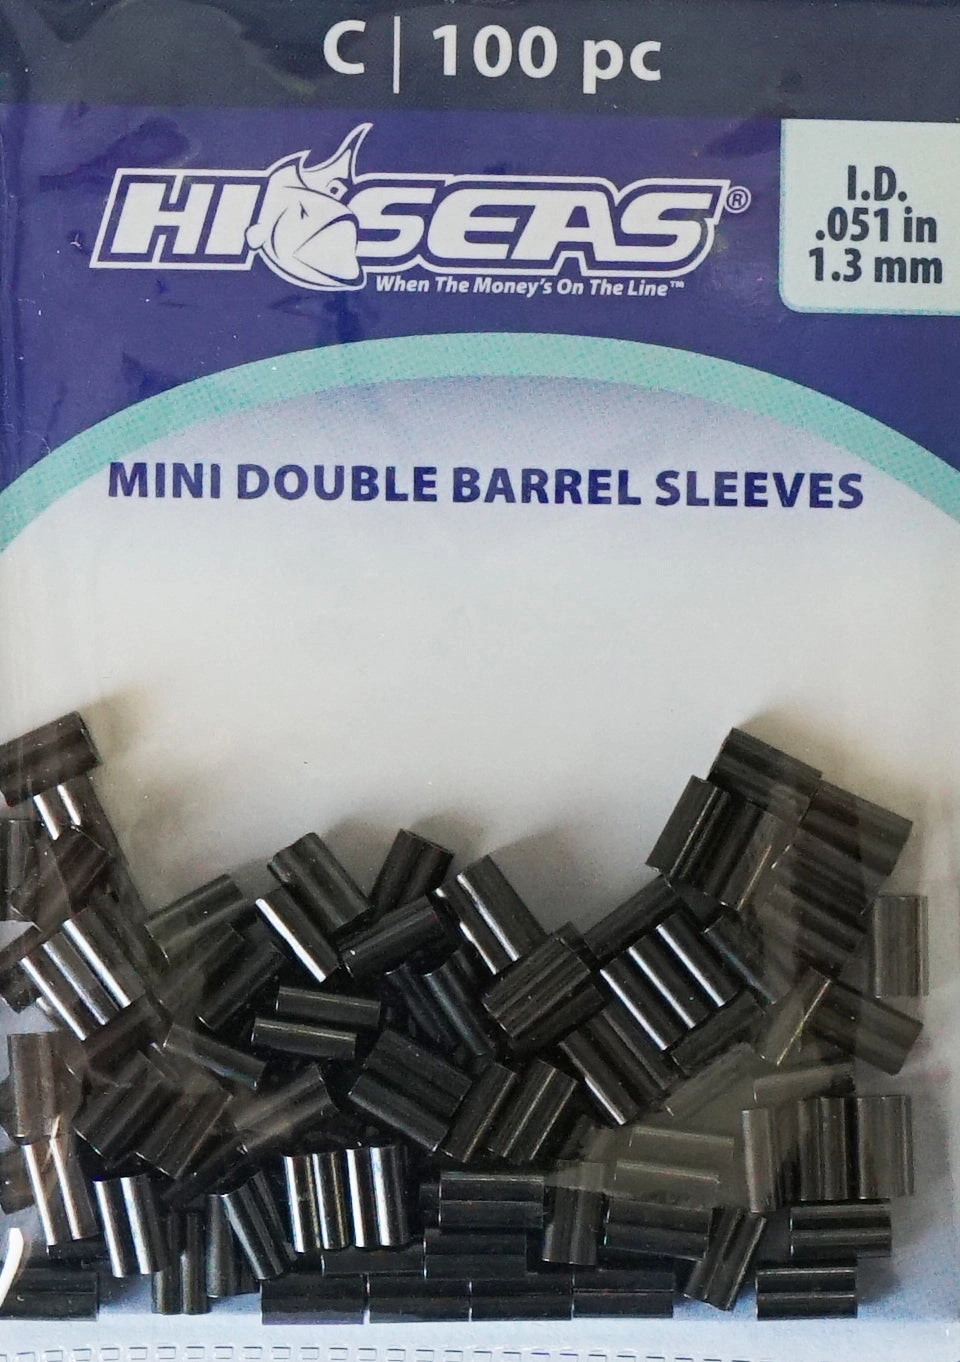 C | 100 pc
HI-SEAS®
When The Money's On The Line™
I.D.
.051 in
1.3 mm
MINI DOUBLE BARREL SLEEVES